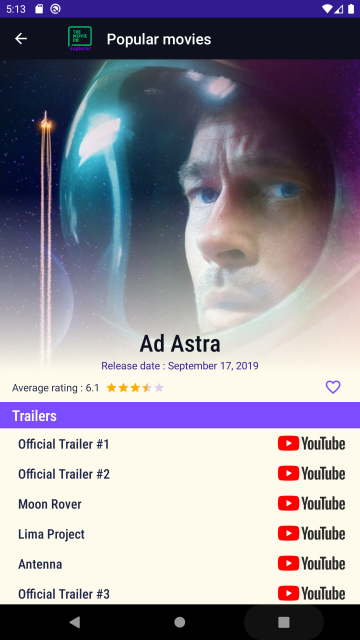 5:13
THE
MOVIE
DB
explorer
Popular movies
Ad Astra
Release date : September 17, 2019
Average rating : 6.1
Trailers
Official Trailer #1 YouTube
Official Trailer #2 YouTube
Moon Rover YouTube
Lima Project YouTube
Antenna YouTube
Official Trailer #3 YouTube